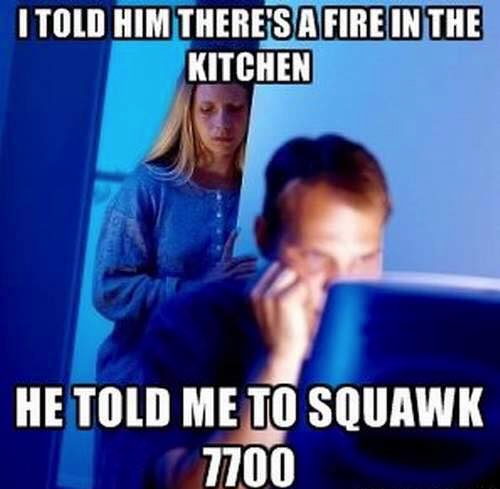 I TOLD HIM THERE'S A FIRE IN THE
KITCHEN
HE TOLD ME TO SQUAWK
7700